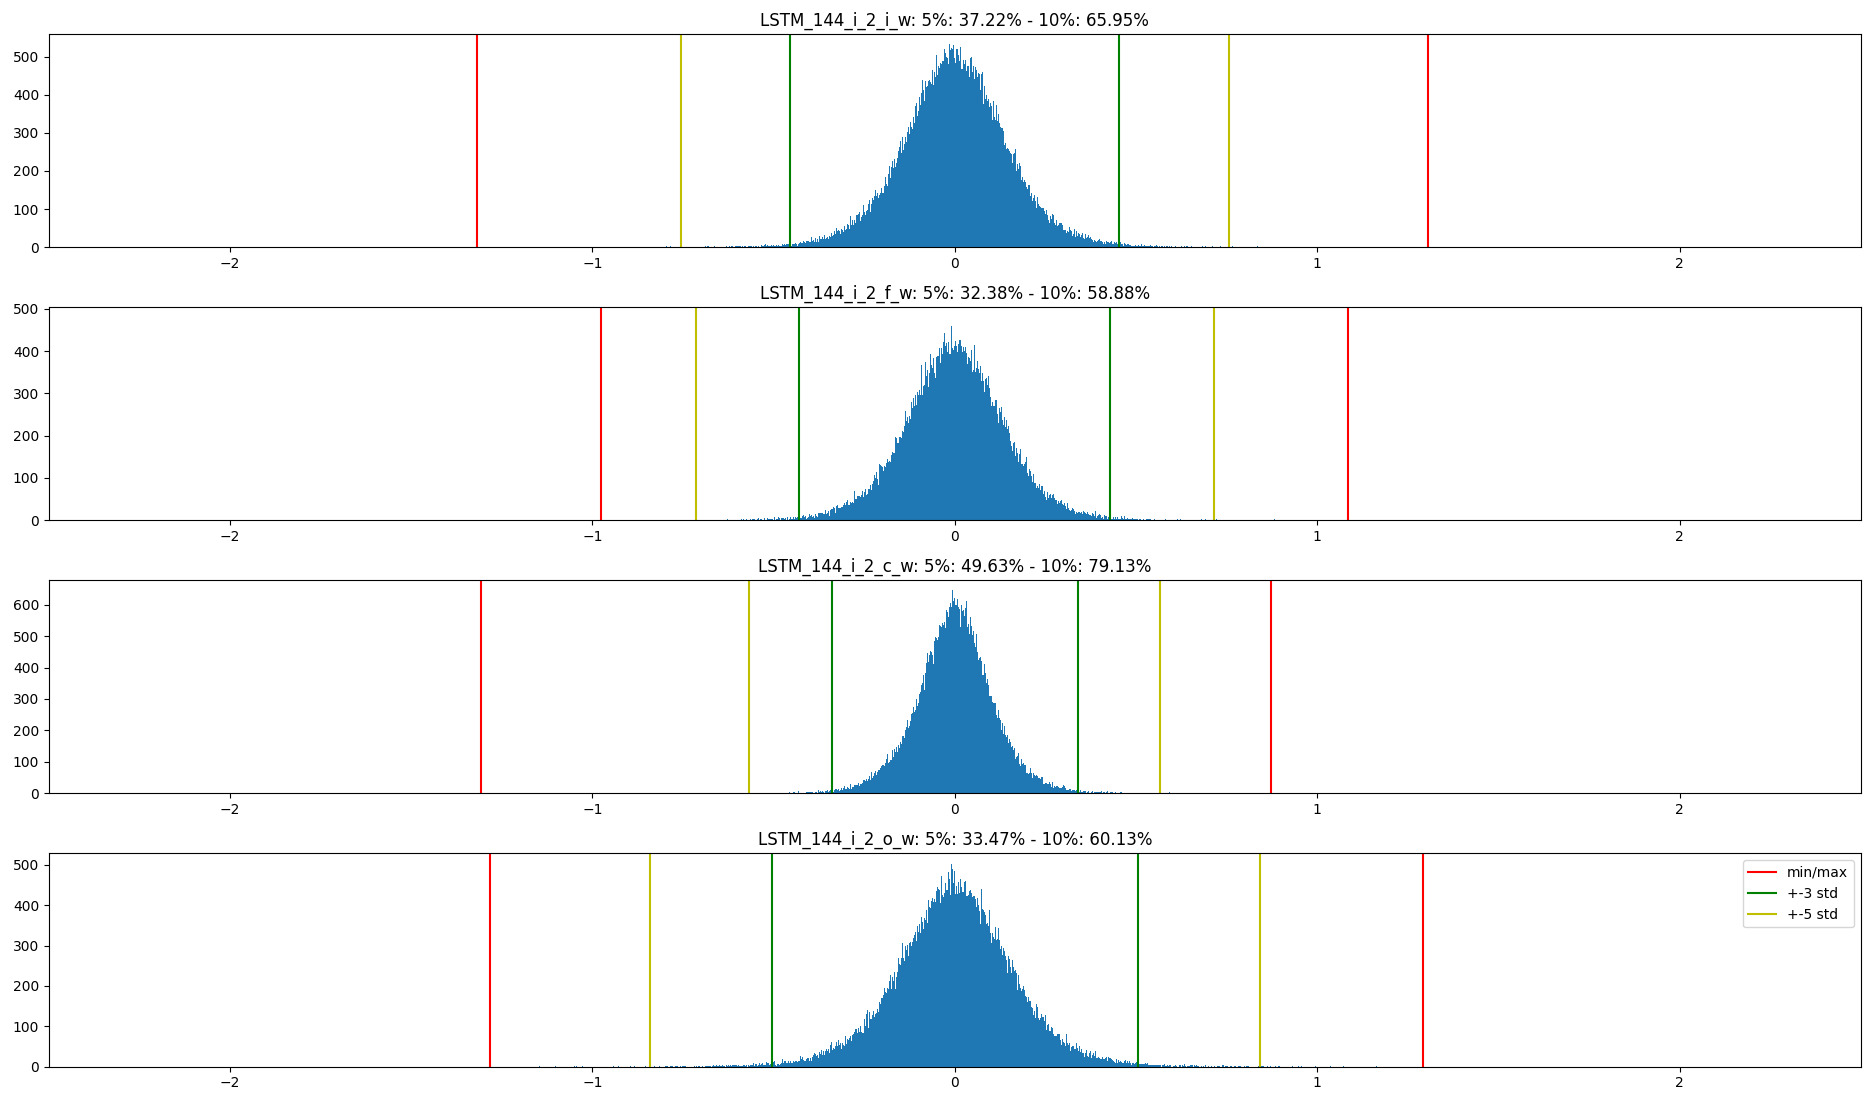 LSTM_144_i_2_i_w: 5%: 37.22% - 10%: 65.95%
500
400
300
200
100
0
−2 −1 0 1 2
LSTM_144_i_2_f_w: 5%: 32.38% - 10%: 58.88%
500
400
300
200
100
0
−2 −1 0 1 2
LSTM_144_i_2_c_w: 5%: 49.63% - 10%: 79.13%
600
500
400
300
200
100
0
−2 −1 0 1 2
LSTM_144_i_2_o_w: 5%: 33.47% - 10%: 60.13%
500
400
300
200
100
0
−2 −1 0 1 2
min/max
+-3 std
+-5 std